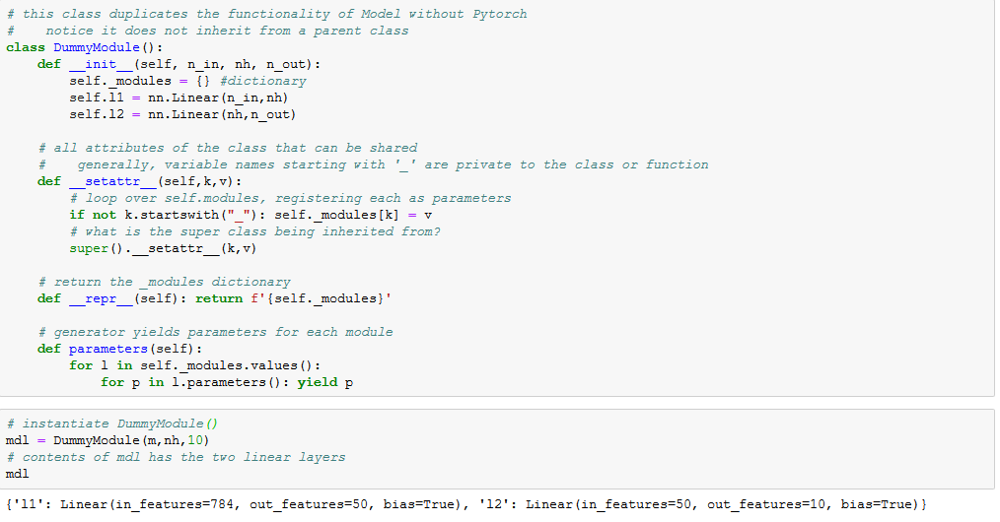 # this class duplicates the functionality of Model without Pytorch
#    notice it does not inherit from a parent class
class DummyModule():
    def __init__(self, n_in, nh, n_out):
        self._modules = {} #dictionary
        self.l1 = nn.Linear(n_in,nh)
        self.l2 = nn.Linear(nh,n_out)

    # all attributes of the class that can be shared
    #    generally, variable names starting with '_' are private to the class or function
    def __setattr__(self,k,v):
        # loop over self.modules, registering each as parameters
        if not k.startswith("_"): self._modules[k] = v
        # what is the super class being inherited from?
        super().__setattr__(k,v)

    # return the _modules dictionary
    def __repr__(self): return f'{self._modules}'

    # generator yields parameters for each module
    def parameters(self):
        for l in self._modules.values():
            for p in l.parameters(): yield p

# instantiate DummyModule()
mdl = DummyModule(m,nh,10)
# contents of mdl has the two linear layers
mdl

{'l1': Linear(in_features=784, out_features=50, bias=True), 'l2': Linear(in_features=50, out_features=10, bias=True)}